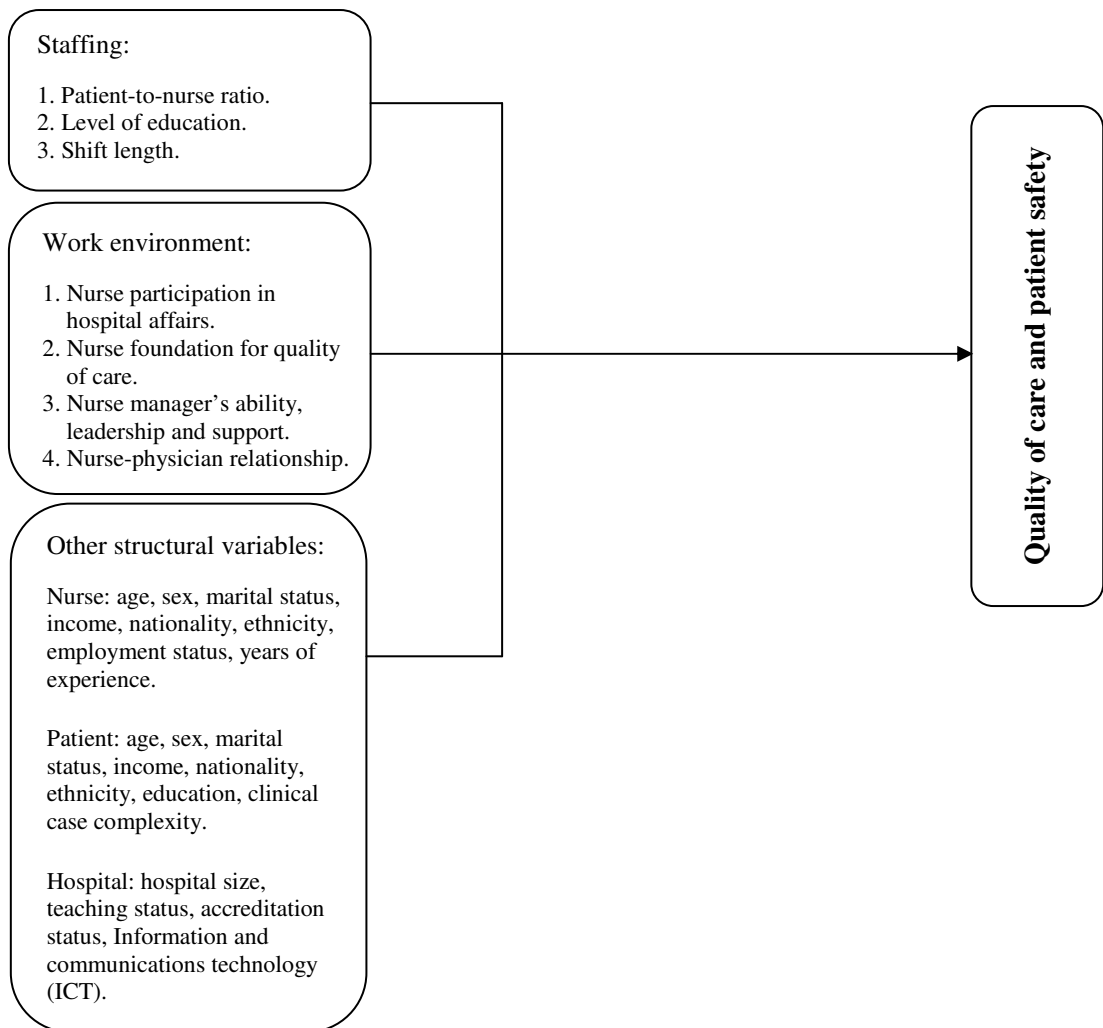 Staffing:
1. Patient-to-nurse ratio.
2. Level of education.
3. Shift length.
Work environment:
1. Nurse participation in
hospital affairs.
2. Nurse foundation for quality
of care.
3. Nurse manager’s ability,
leadership and support.
4. Nurse-physician relationship.
Other structural variables:
Nurse: age, sex, marital status,
income, nationality, ethnicity,
employment status, years of
experience.
Patient: age, sex, marital
status, income, nationality,
ethnicity, education, clinical
case complexity.
Hospital: hospital size,
teaching status, accreditation
status, Information and
communications technology
(ICT).
Quality of care and patient safety